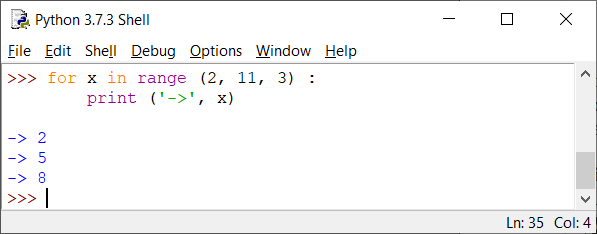 Python 3.7.3 Shell
File Edit Shell Debug Options Window Help
>>> for x in range (2, 11, 3) :
        print ('->', x)

-> 2
-> 5
-> 8
>>>
Ln: 35 Col: 4